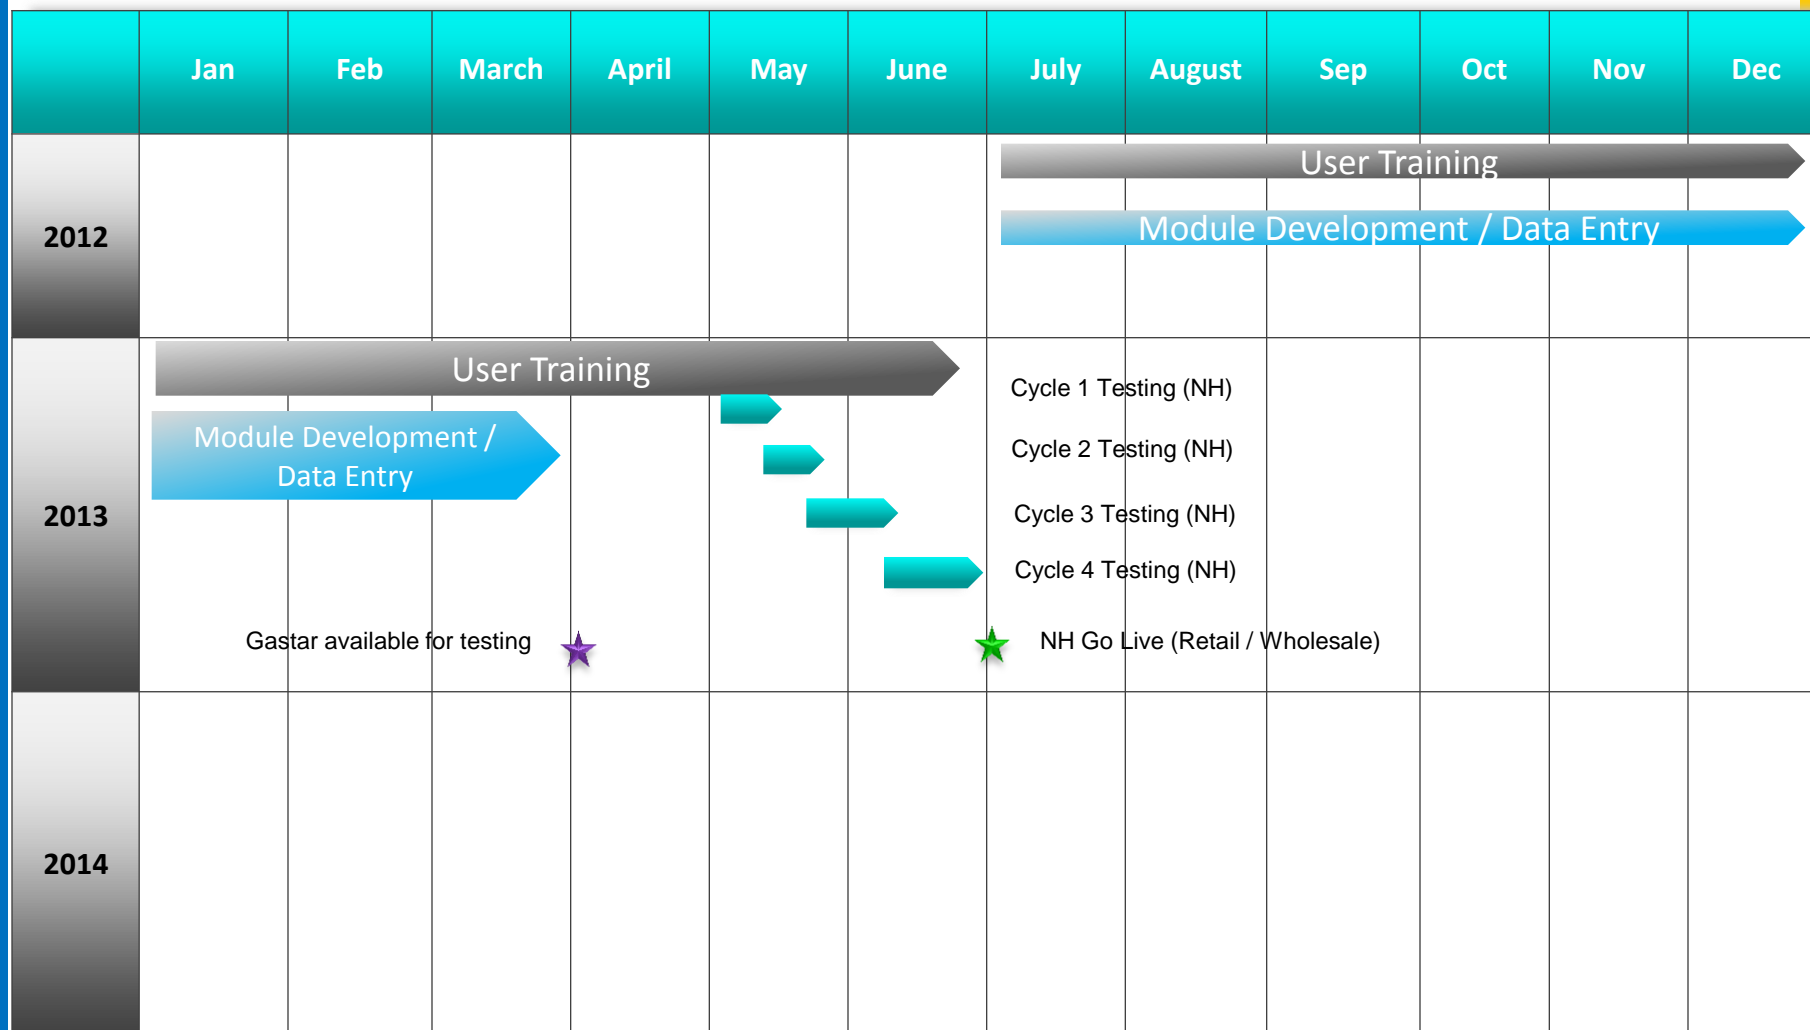 Jan Feb March April May June July August Sep Oct Nov Dec
2012
User Training
Module Development / Data Entry
2013
User Training
Module Development /
Data Entry
Cycle 1 Testing (NH)
Cycle 2 Testing (NH)
Cycle 3 Testing (NH)
Cycle 4 Testing (NH)
Gastar available for testing
NH Go Live (Retail / Wholesale)
2014